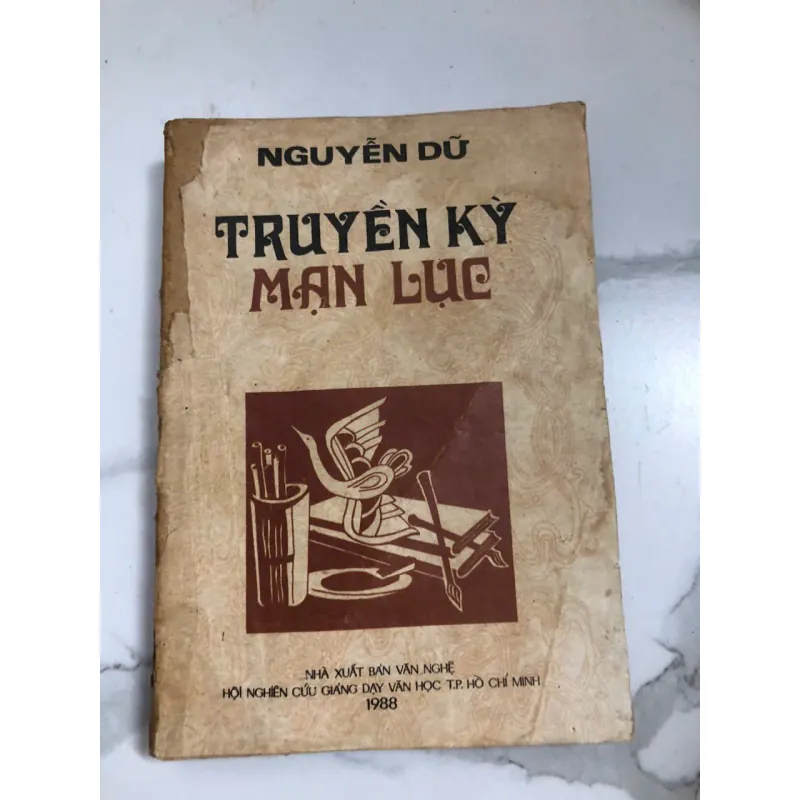 NGUYỄN DỮ
TRUYỀN KỲ
MẠN LỤC
NHÀ XUẤT BẢN VĂN NGHỆ
HỘI NGHIÊN CỨU GIẢNG DẠY VĂN HỌC T.P. HỒ CHÍ MINH
1988